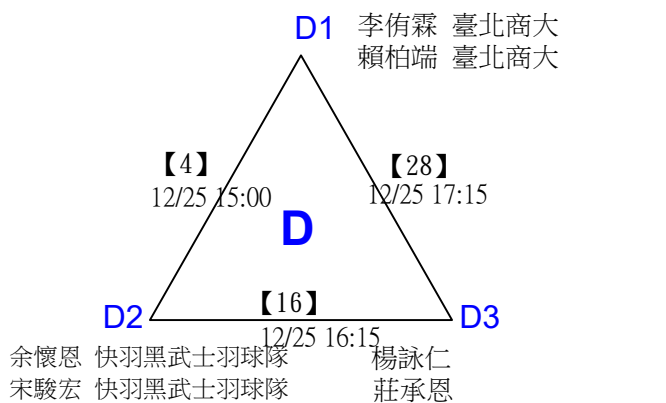 D1 李侑霖 臺北商大
賴柏端 臺北商大
【4】
12/25 15:00
【28】
12/25 17:15
D
【16】
12/25 16:15
D2
D3
余懷恩 快羽黑武士羽球隊
宋駿宏 快羽黑武士羽球隊
楊詠仁
莊承恩